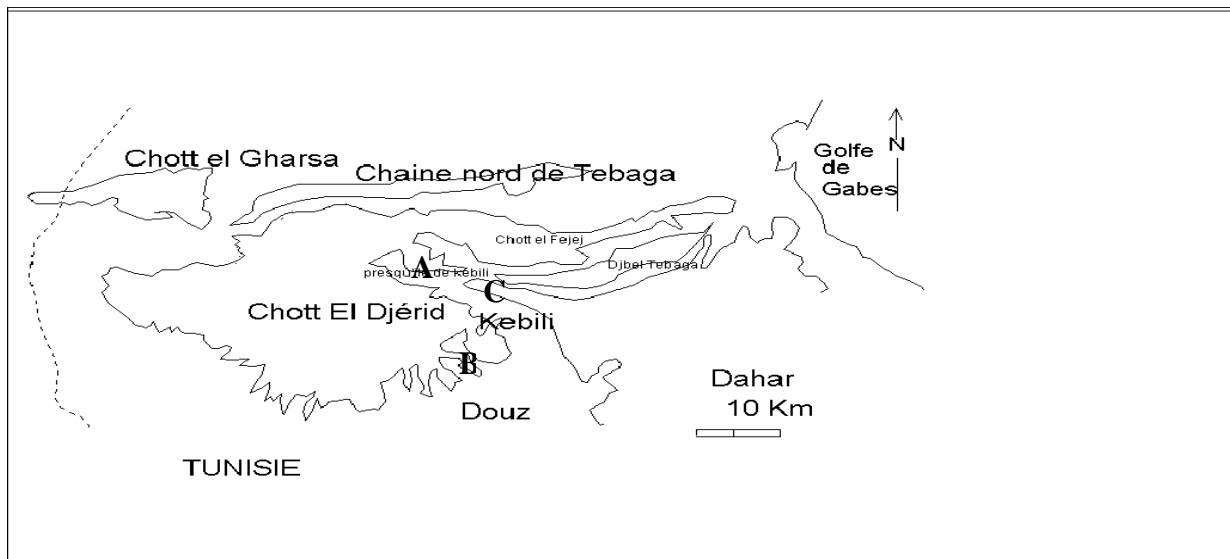 Chott el Gharsa
Chaine nord de Tebaga
Golfe
de
Gabes
N
Chott el Fejej
Djbel Tebaga
A
presqu'ile de kebili
C
Chott El Djérid
Kebili
B
Douz
Dahar
10 Km
TUNISIE